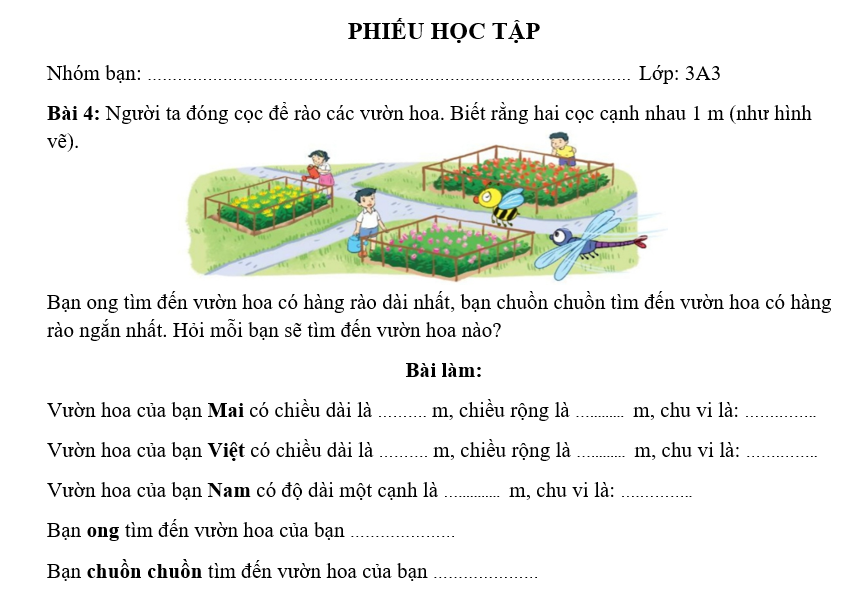 PHIẾU HỌC TẬP
Nhóm bạn: ................................................................................................ Lớp: 3A3
Bài 4: Người ta đóng cọc để rào các vườn hoa. Biết rằng hai cọc cạnh nhau 1 m (như hình
vẽ).
Bạn ong tìm đến vườn hoa có hàng rào dài nhất, bạn chuồn chuồn tìm đến vườn hoa có hàng
rào ngắn nhất. Hỏi mỗi bạn sẽ tìm đến vườn hoa nào?
Bài làm:
Vườn hoa của bạn Mai có chiều dài là .......... m, chiều rộng là ............ m, chu vi là: ...............
Vườn hoa của bạn Việt có chiều dài là .......... m, chiều rộng là ............ m, chu vi là: ...............
Vườn hoa của bạn Nam có độ dài một cạnh là .............. m, chu vi là: ...............
Bạn ong tìm đến vườn hoa của bạn .....................
Bạn chuồn chuồn tìm đến vườn hoa của bạn .....................